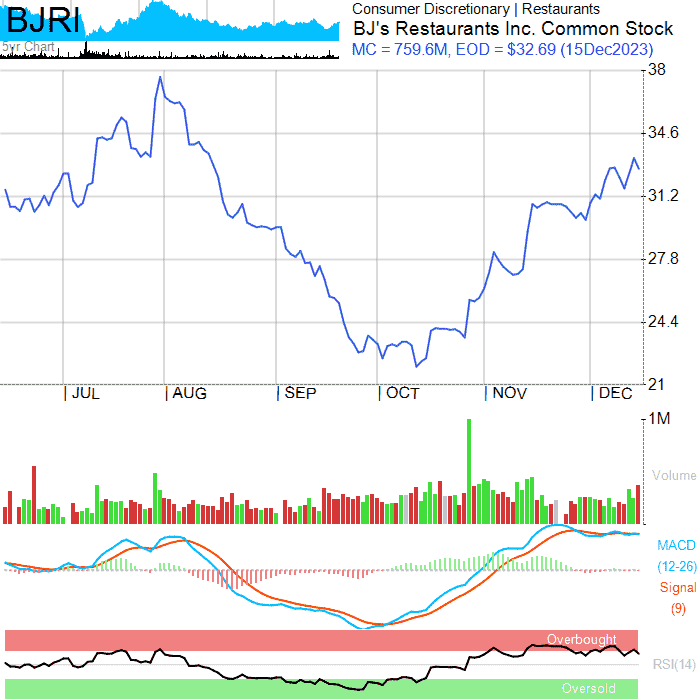 BJRI
5yr Chart
Consumer Discretionary | Restaurants
BJ's Restaurants Inc. Common Stock
MC = 759.6M, EOD = $32.69 (15Dec2023)
38
34.6
31.2
27.8
24.4
21
JUL AUG SEP OCT NOV DEC
1M
Volume
MACD
(12-26)
Signal
(9)
Overbought
RSI(14)
Oversold